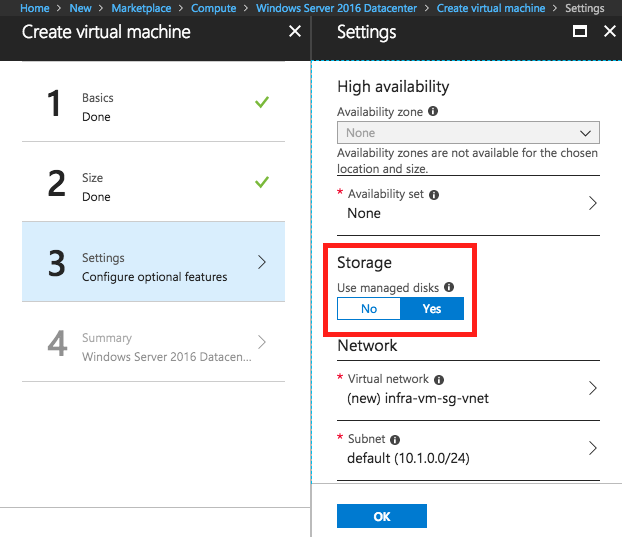 Home > New > Marketplace > Compute > Windows Server 2016 Datacenter > Create virtual machine > Settings
Create virtual machine
1
Basics
Done
2
Size
Done
3
Settings
Configure optional features
4
Summary
Windows Server 2016 Datacen...
Settings
High availability
Availability zone
None
Availability zones are not available for the chosen
location and size.
* Availability set
None
Storage
Use managed disks
No Yes
Network
* Virtual network
(new) infra-vm-sg-vnet
* Subnet
default (10.1.0.0/24)
OK